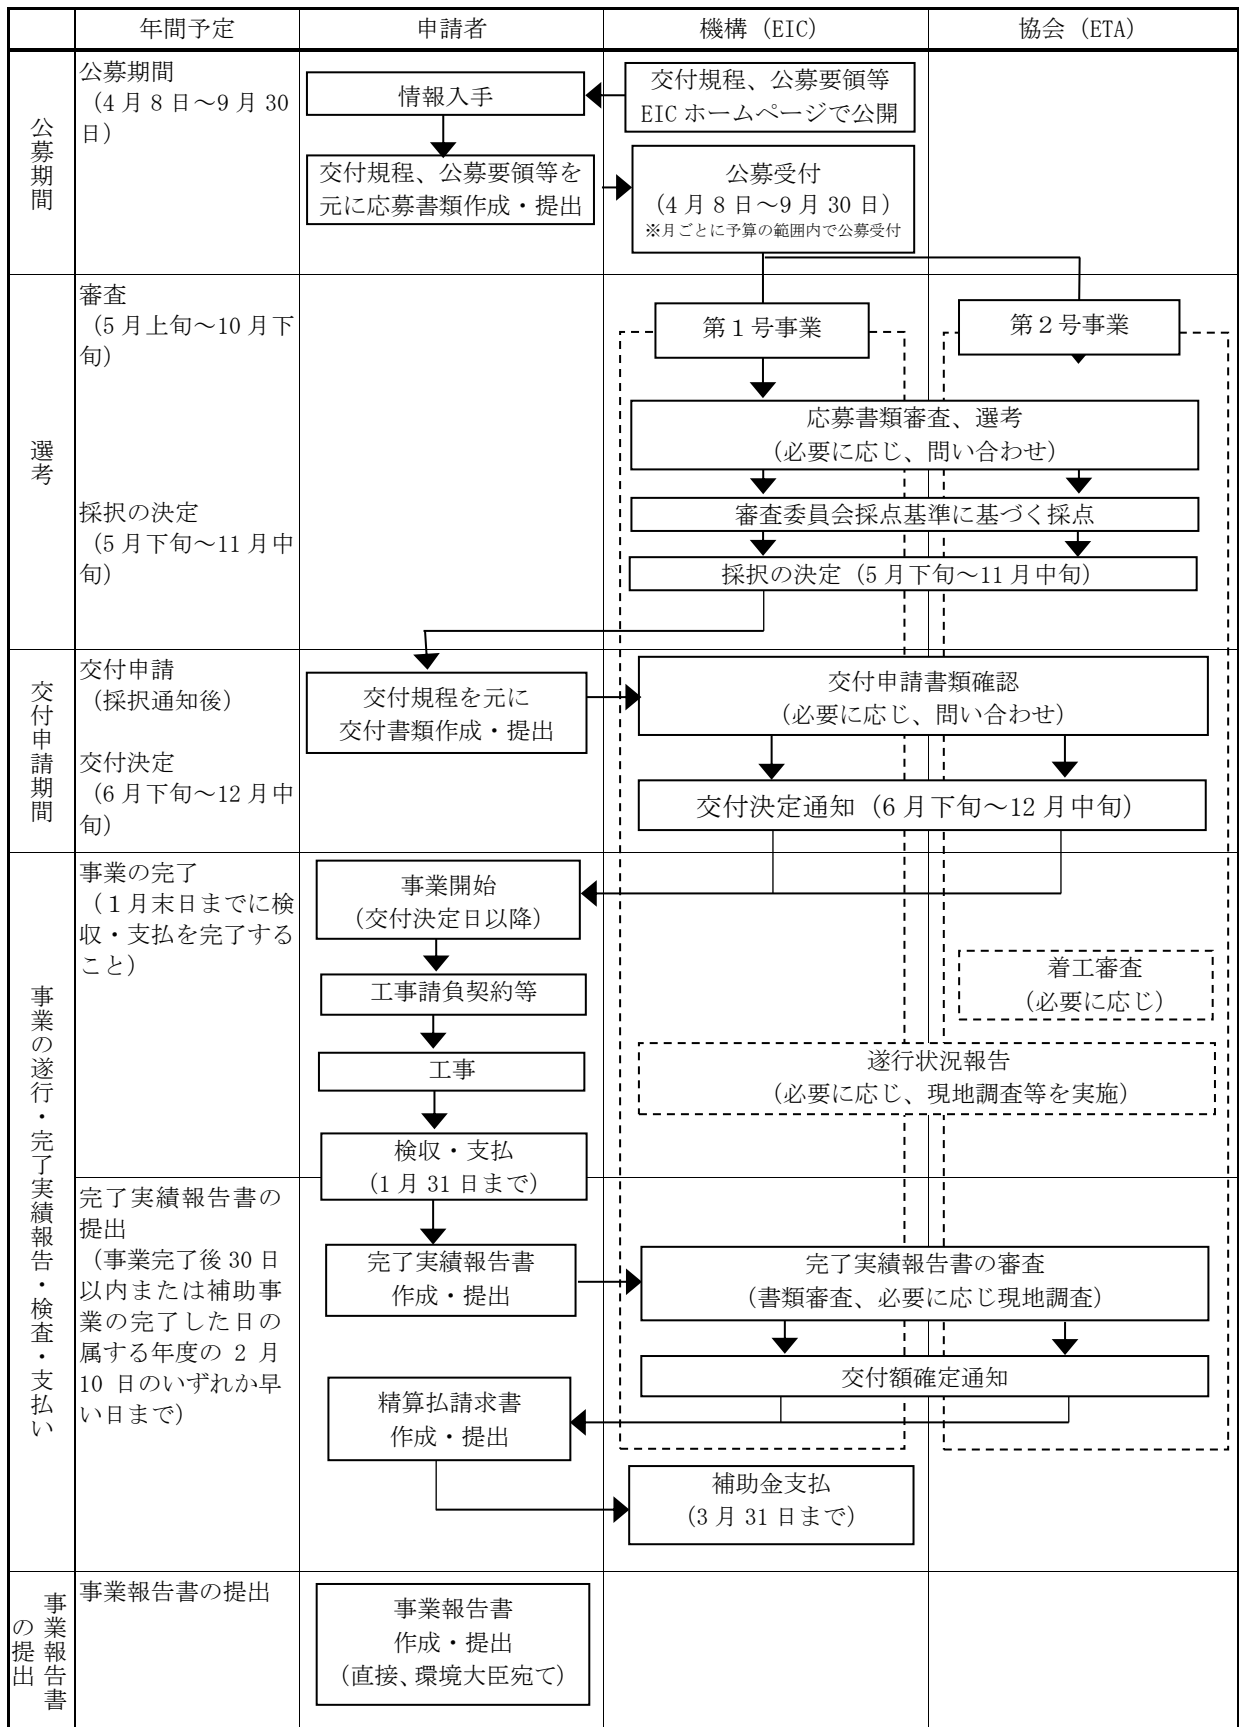 年間予定
申請者
機構（EIC）
協会（ETA）
公募期間
公募期間
（4月8日～9月30
日）
情報入手
交付規程、公募要領等
EICホームページで公開
交付規程、公募要領等を
元に応募書類作成・提出
公募受付
（4月8日～9月30日）
※月ごとに予算の範囲内で公募受付
選考
審査
（5月上旬～10月下
旬）
第１号事業
第２号事業
応募書類審査、選考
（必要に応じ、問い合わせ）
審査委員会採点基準に基づく採点
採択の決定
（5月下旬～11月中
旬）
採択の決定（5月下旬～11月中旬）
交付申請期間
交付申請
（採択通知後）
交付規程を元に
交付書類作成・提出
交付申請書類確認
（必要に応じ、問い合わせ）
交付決定
（6月下旬～12月中
旬）
交付決定通知（6月下旬～12月中旬）
事業の遂行・完了実績報告・検査・支払い
事業の完了
（１月末日までに検
収・支払を完了する
こと）
事業開始
（交付決定日以降）
工事請負契約等
着工審査
（必要に応じ）
工事
遂行状況報告
（必要に応じ、現地調査等を実施）
検収・支払
（1月31日まで）
完了実績報告書の
提出
（事業完了後30日
以内または補助事
業の完了した日の
属する年度の 2 月
10 日のいずれか早
い日まで）
完了実績報告書
作成・提出
完了実績報告書の審査
（書類審査、必要に応じ現地調査）
交付額確定通知
精算払請求書
作成・提出
補助金支払
（3月31日まで）
事業報告書
の提出
事業報告書の提出
事業報告書
作成・提出
（直接、環境大臣宛て）